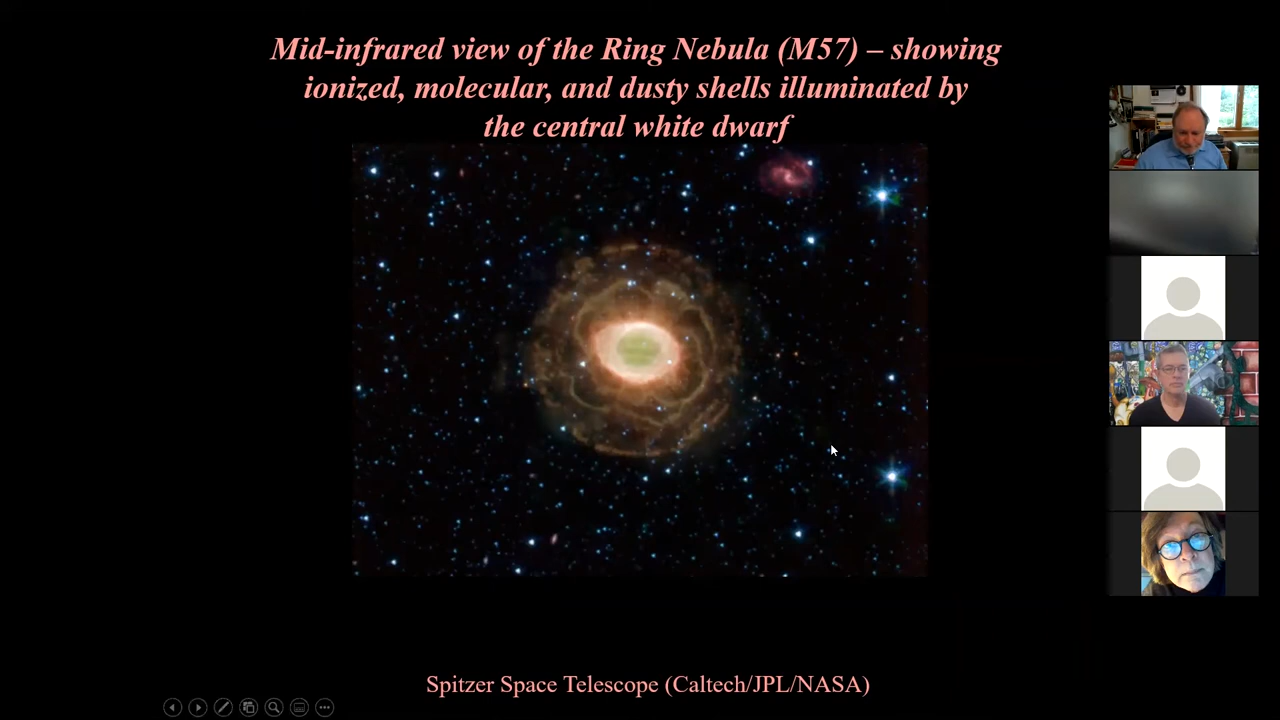 Mid-infrared view of the Ring Nebula (M57) – showing
ionized, molecular, and dusty shells illuminated by
the central white dwarf
Spitzer Space Telescope (Caltech/JPL/NASA)